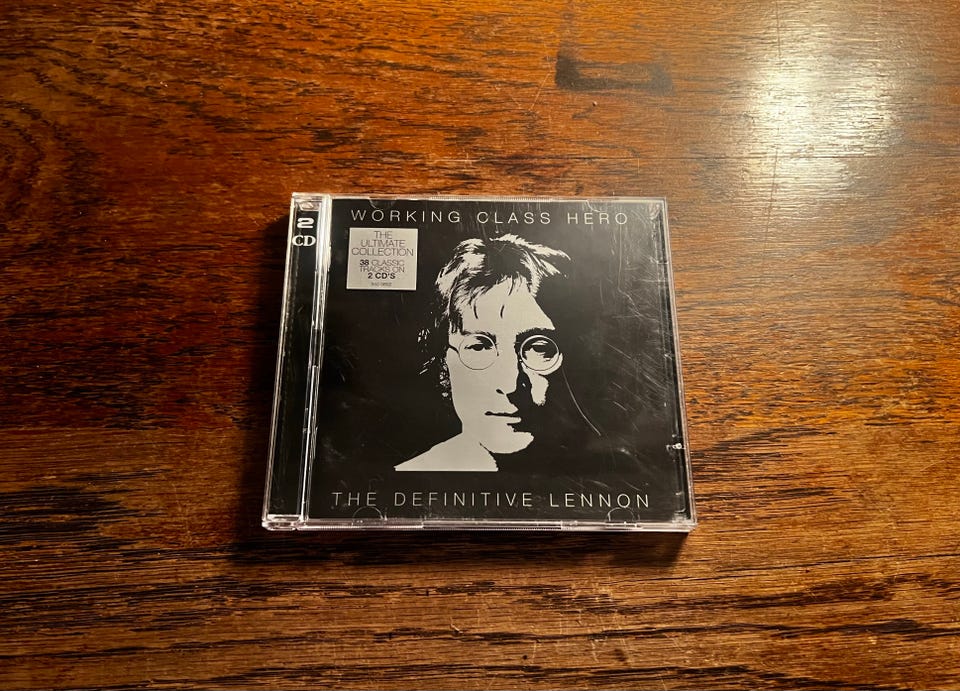 2
CD
WORKING CLASS HERO
THE
ULTIMATE
COLLECTION
38 CLASSIC
TRACKS ON
2 CD'S
THE DEFINITIVE LENNON